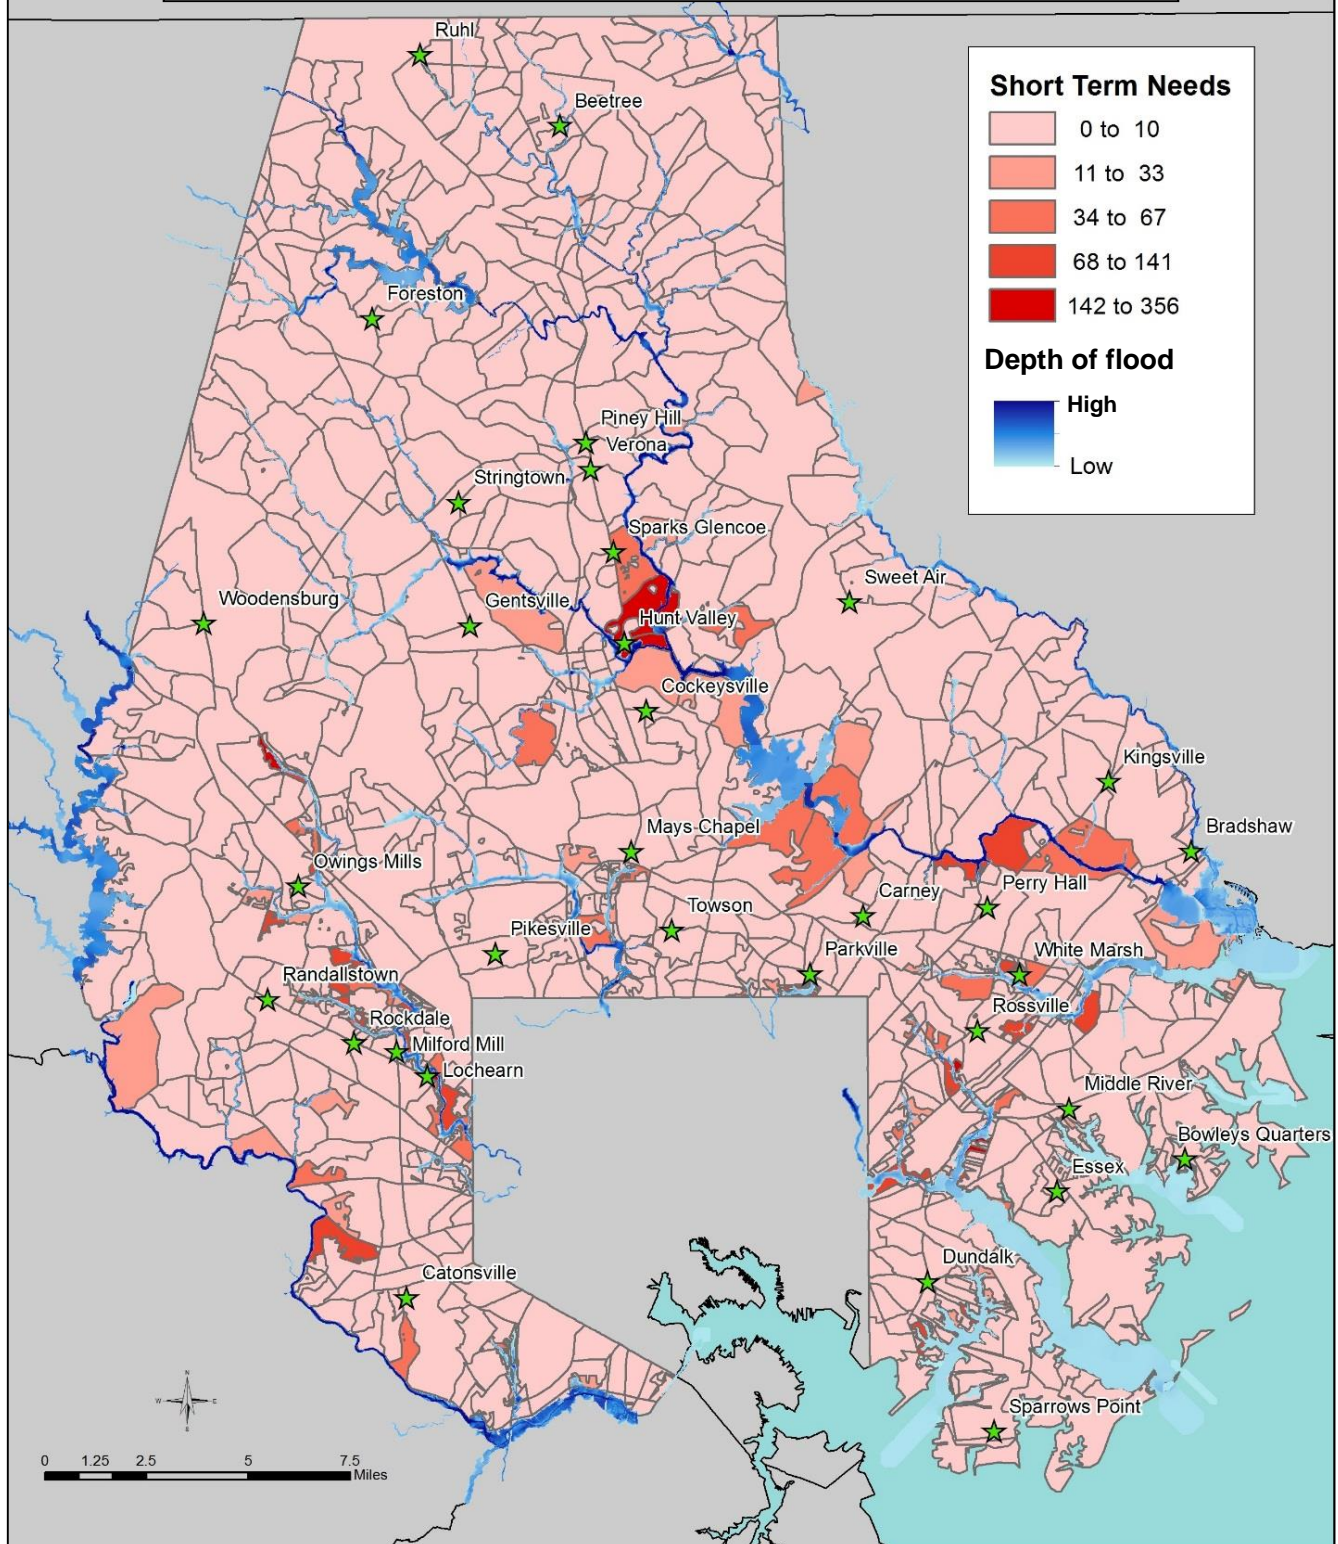 Ruhl
Beetree
Short Term Needs
0 to 10
11 to 33
34 to 67
68 to 141
142 to 356
Depth of flood
High
Low
Foreston
Piney Hill
Verona
Stringtown
Sparks Glencoe
Sweet Air
Woodensburg
Gentsville
Hunt Valley
Cockeysville
Kingsville
Mays Chapel
Bradshaw
Owings Mills
Carney
Perry Hall
Towson
Pikesville
Parkville
White Marsh
Randallstown
Rossville
Rockdale
Milford Mill
Lochearn
Middle River
Bowleys Quarters
Essex
Dundalk
Catonsville
Sparrows Point
N
W E
S
0 1.25 2.5 5 7.5
Miles